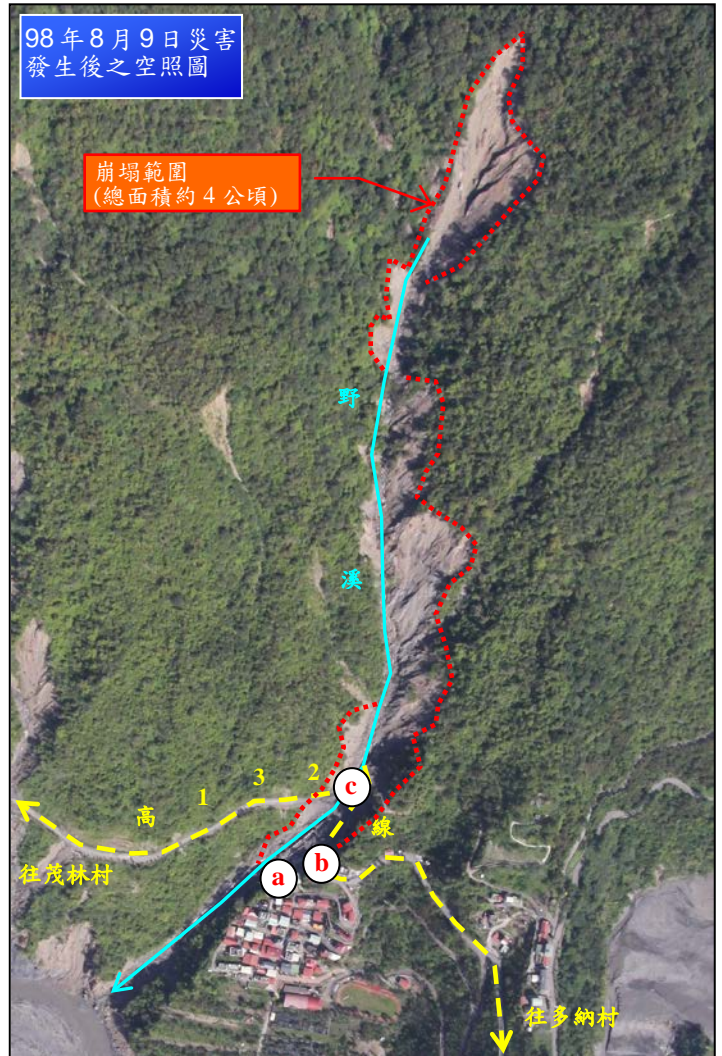 98年8月9日災害
發生後之空照圖
崩塌範圍
(總面積約 4 公頃)
野
溪
高 1 3 2 線
c
a
b
往茂林村
往多納村